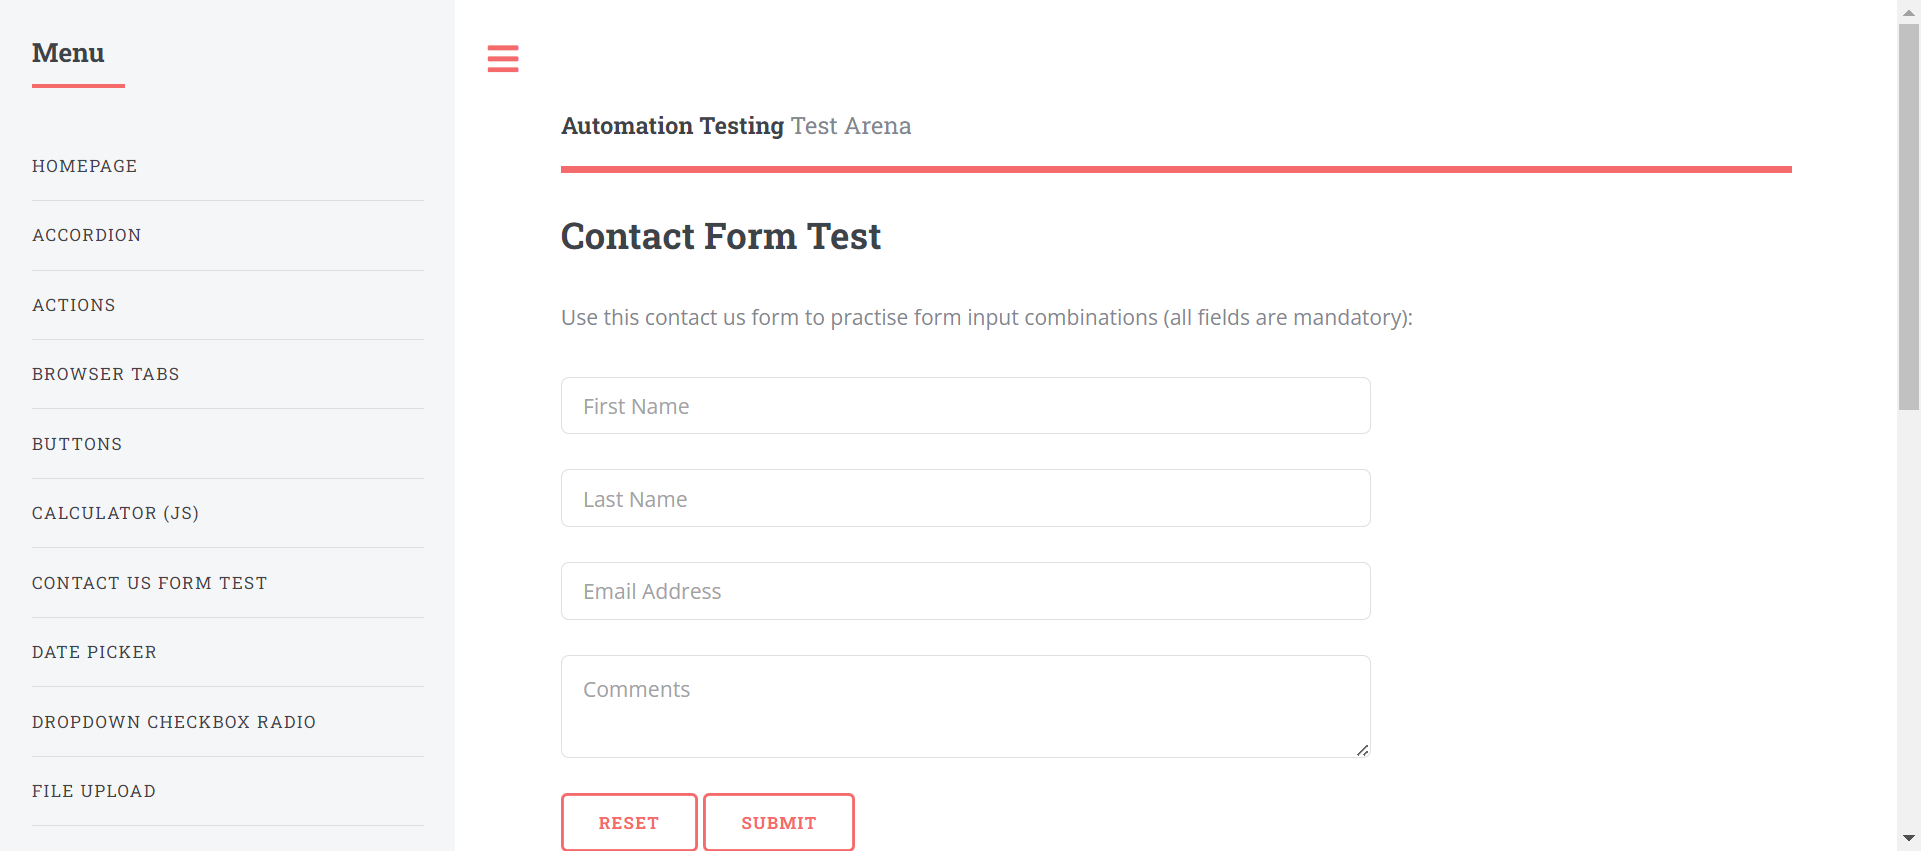 Menu
HOMEPAGE
ACCORDION
ACTIONS
BROWSER TABS
BUTTONS
CALCULATOR (JS)
CONTACT US FORM TEST
DATE PICKER
DROPDOWN CHECKBOX RADIO
FILE UPLOAD
Automation Testing Test Arena
Contact Form Test
Use this contact us form to practise form input combinations (all fields are mandatory):
First Name
Last Name
Email Address
Comments
RESET SUBMIT